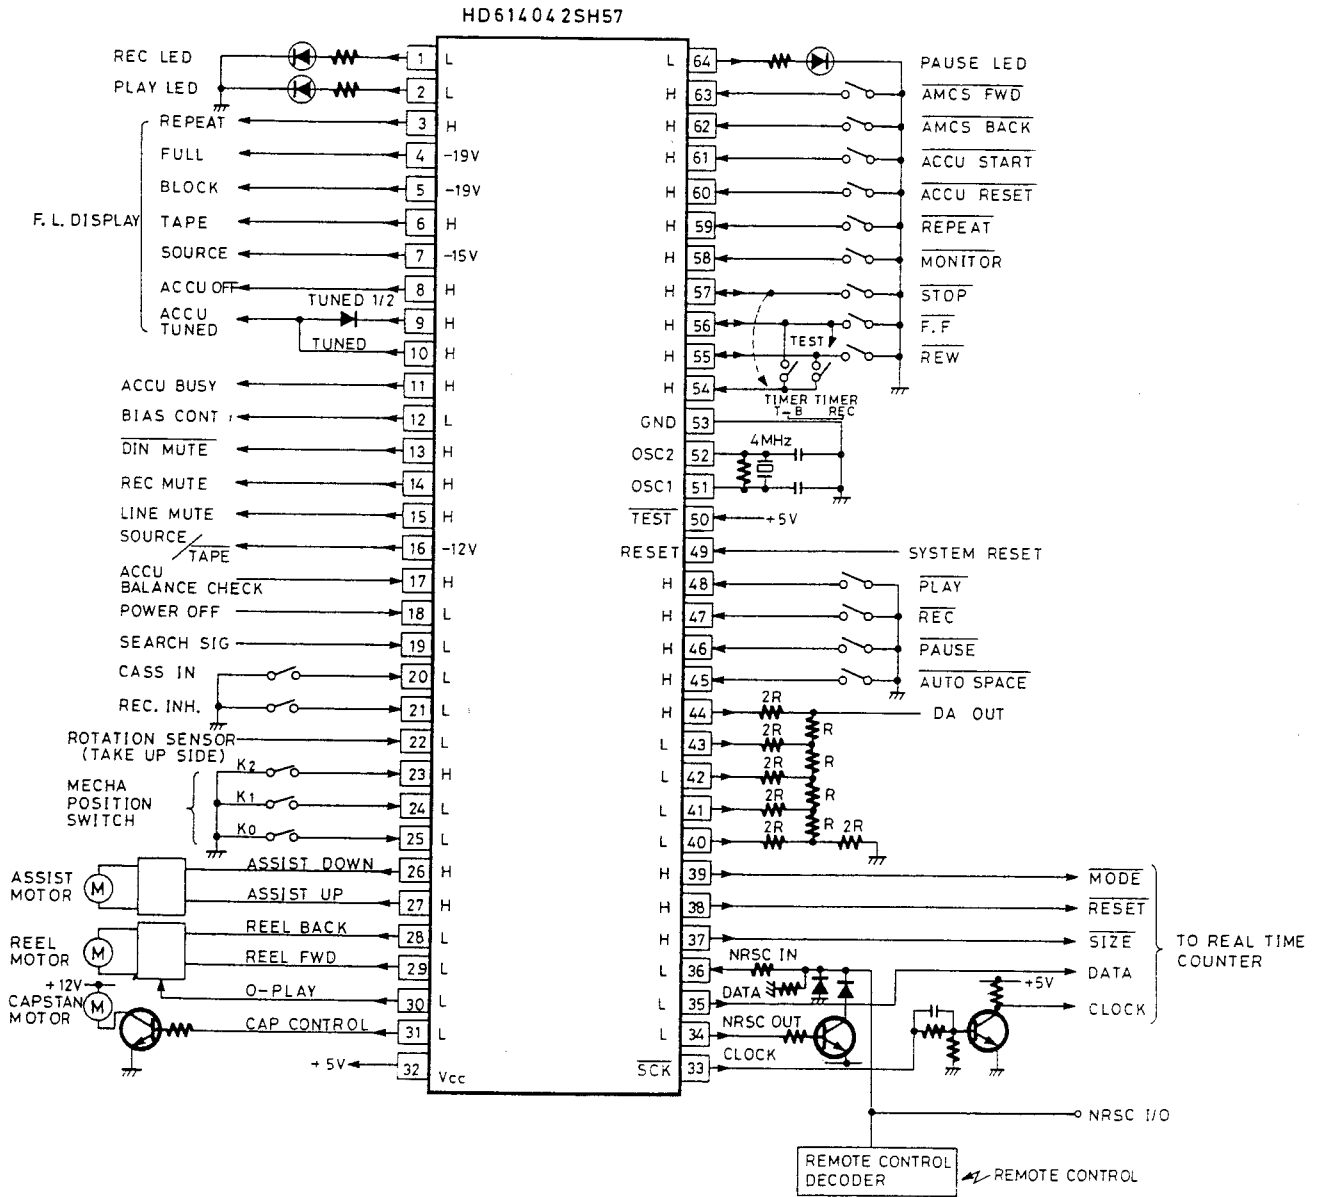 HD614042SH57
REC LED 1 L
PLAY LED 2 L
REPEAT 3 H
FULL 4 -19V
BLOCK 5 -19V
F.L.DISPLAY
TAPE 6 H
SOURCE 7 -15V
ACCU OFF 8 H
TUNED 1/2
ACCU TUNED 9 H
TUNED 10 H
ACCU BUSY 11 H
BIAS CONT 12 L
DIN MUTE 13 H
REC MUTE 14 H
LINE MUTE 15 H
SOURCE/TAPE 16 -12V
ACCU BALANCE CHECK 17 H
POWER OFF 18 L
SEARCH SIG 19 L
CASS IN 20 L
REC. INH. 21 L
ROTATION SENSOR 22 L
(TAKE UP SIDE)
K2 23 H
MECHA
POSITION
SWITCH
K1 24 L
K0 25 L
ASSIST DOWN 26 H
ASSIST
MOTOR
M
ASSIST UP 27 H
REEL BACK 28 L
REEL
MOTOR
M
REEL FWD 29 L
+12V
CAPSTAN
MOTOR
M
O-PLAY 30 L
CAP CONTROL 31 L
+5V 32 Vcc
L 64 PAUSE LED
H 63 AMCS FWD
H 62 AMCS BACK
H 61 ACCU START
H 60 ACCU RESET
H 59 REPEAT
H 58 MONITOR
H 57 STOP
H 56 F.F
TEST
H 55 REW
H 54
TIMER TIMER
T-B REC
GND 53
4MHz
OSC2 52
OSC1 51
TEST 50 +5V
RESET 49 SYSTEM RESET
H 48 PLAY
H 47 REC
H 46 PAUSE
H 45 AUTO SPACE
H 44 2R DA OUT
R
L 43 2R
R
L 42 2R
R
L 41 2R
R
L 40 2R 2R
H 39 MODE
H 38 RESET
H 37 SIZE
TO REAL TIME
COUNTER
L 36 NRSC IN
DATA
L 35 DATA
+5V
CLOCK
L 34 NRSC OUT
SCK 33 CLOCK
NRSC I/O
REMOTE CONTROL
DECODER
REMOTE CONTROL